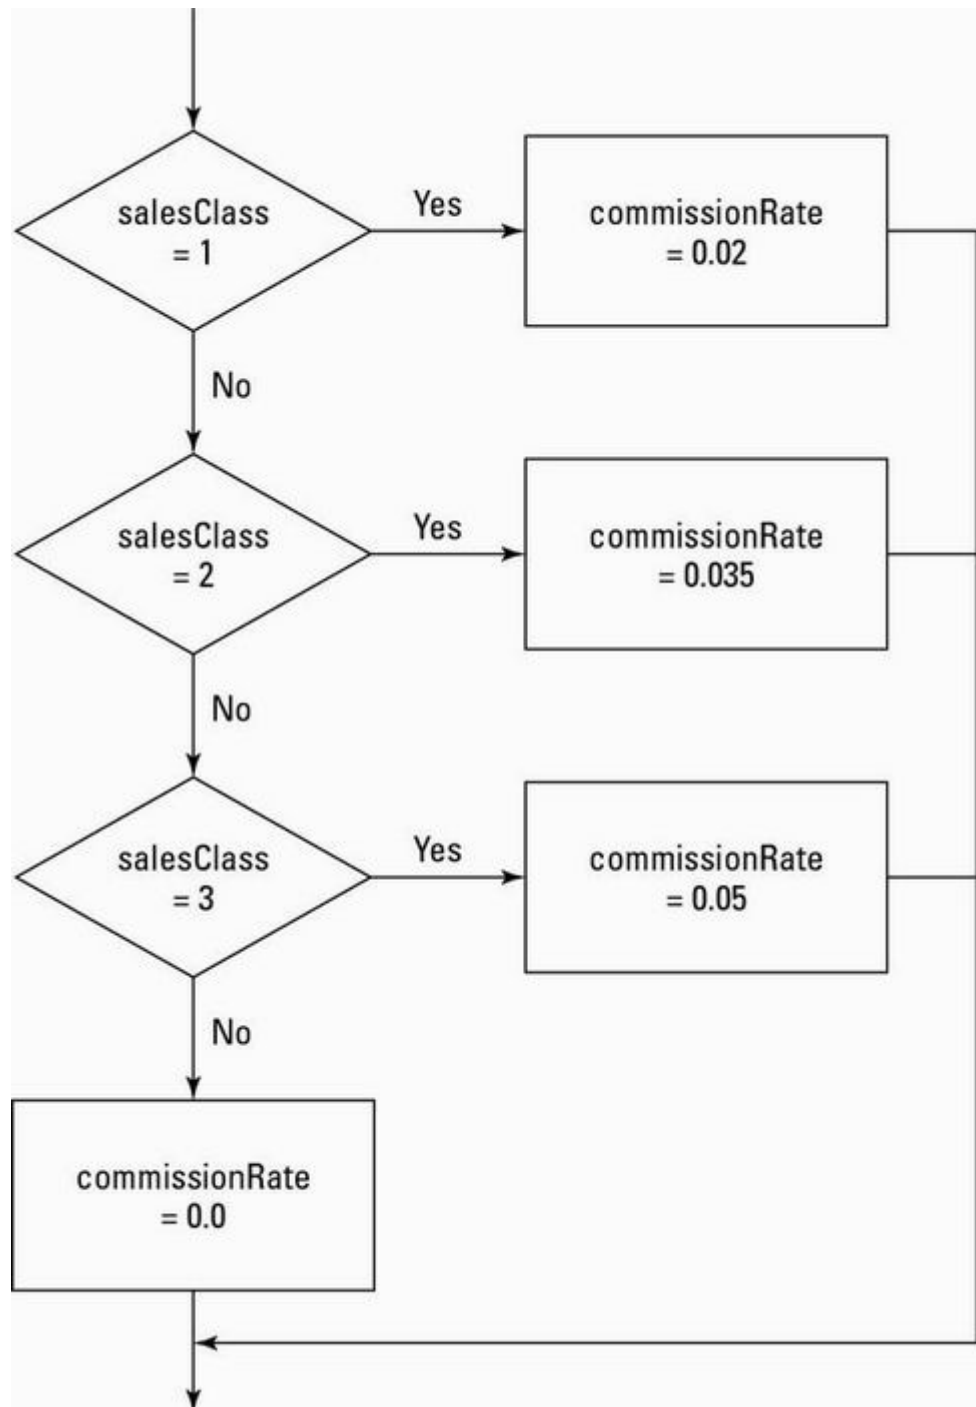 salesClass
= 1
Yes
commissionRate
= 0.02
No
salesClass
= 2
Yes
commissionRate
= 0.035
No
salesClass
= 3
Yes
commissionRate
= 0.05
No
commissionRate
= 0.0